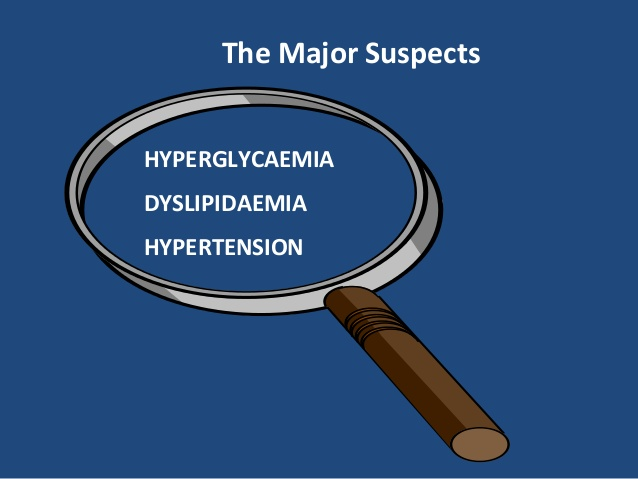 The Major Suspects
HYPERGLYCAEMIA
DYSLIPIDAEMIA
HYPERTENSION